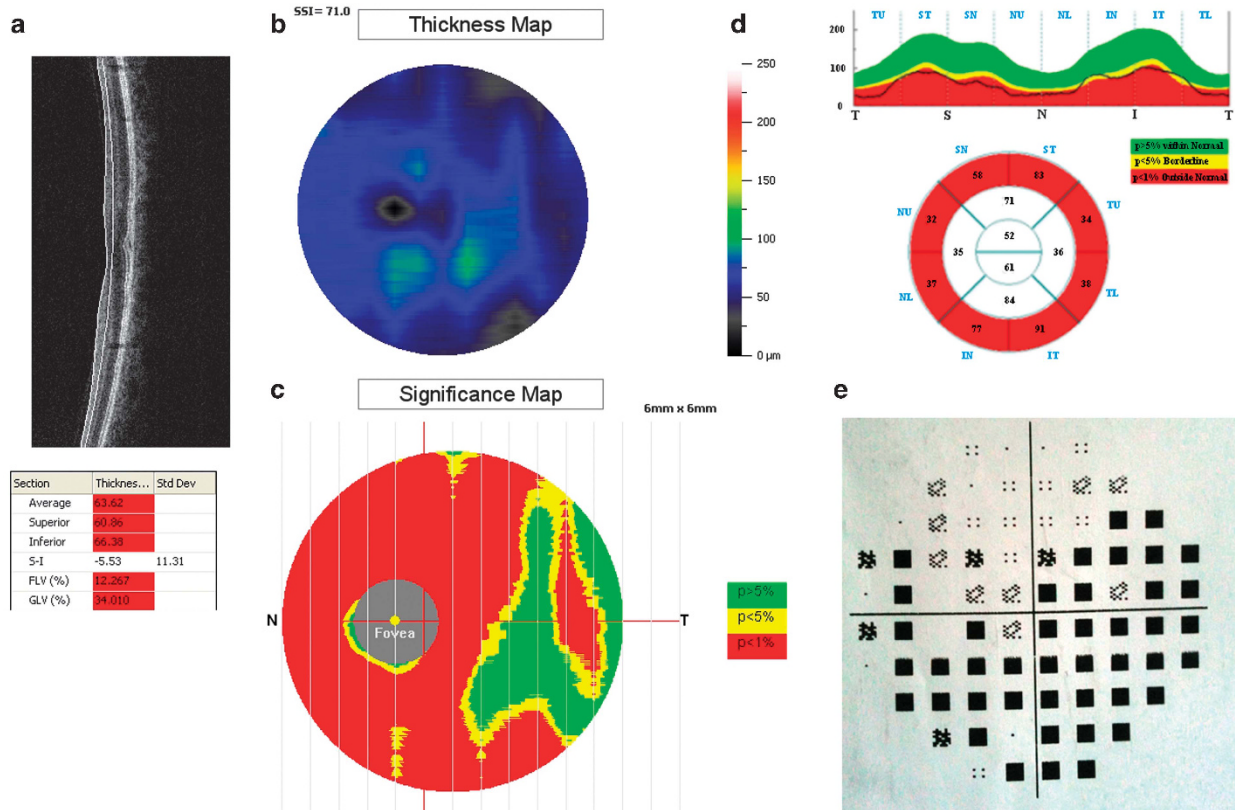 a
Section Thicknes... Std Dev
Average 63.62
Superior 60.86
Inferior 66.38
S-I -5.53 11.31
FLV (%) 12.267
GLV (%) 34.010
SSI= 71.0
b
Thickness Map
250
200
150
100
50
0 µm
c
Significance Map
6mm x 6mm
N
Fovea
T
p>5%
p<5%
p<1%
d
TU ST SN NU NL IN IT TL
200
100
0
T S N I T
p>5% within Normal
p<5% Borderline
p<1% Outside Normal
SN ST
58 83
NU 71 TU
32 34
52
35 36
61
37 38
NL 84 TL
77 91
IN IT
e